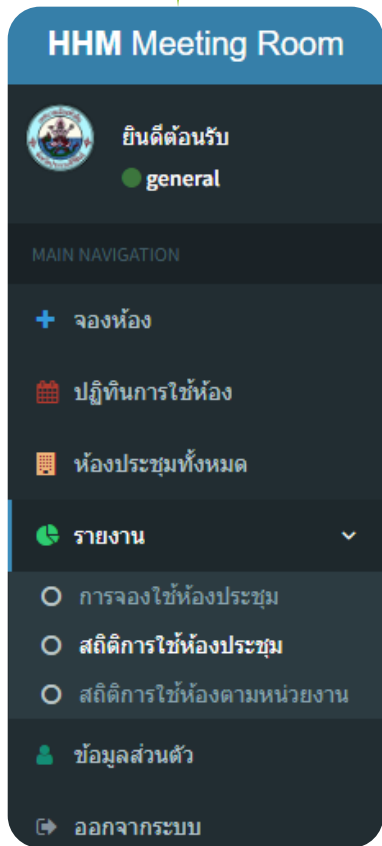 HHM Meeting Room
ยินดีต้อนรับ
general
MAIN NAVIGATION
จองห้อง
ปฏิทินการใช้ห้อง
ห้องประชุมทั้งหมด
รายงาน
การจองใช้ห้องประชุม
สถิติการใช้ห้องประชุม
สถิติการใช้ห้องตามหน่วยงาน
ข้อมูลส่วนตัว
ออกจากระบบ